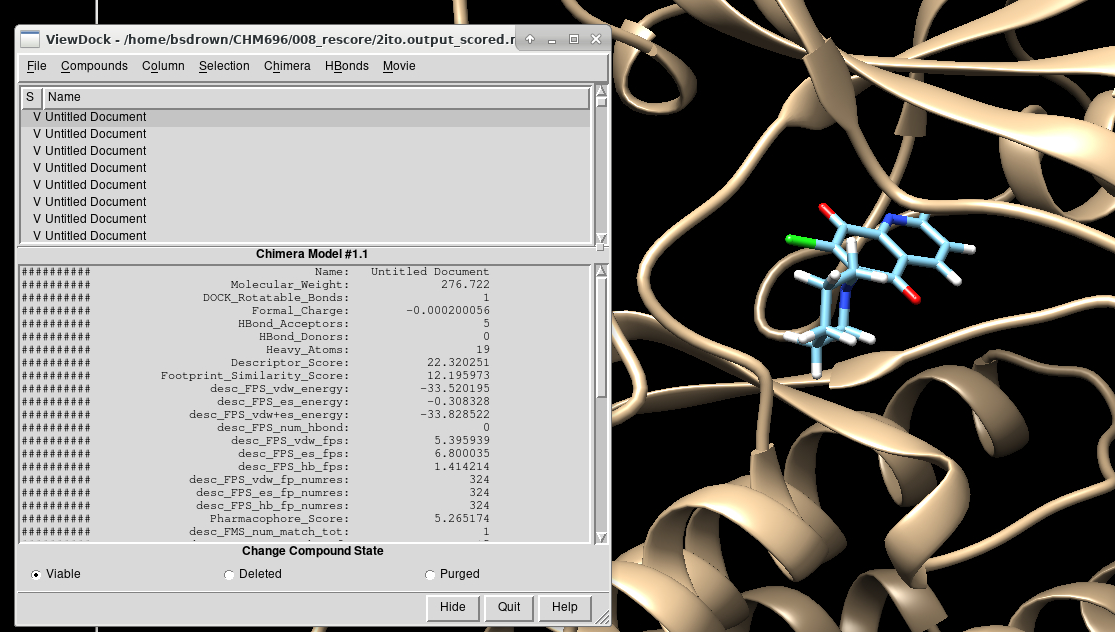 ViewDock - /home/bsdrown/CHM696/008_rescore/2ito.output_scored.r
File Compounds Column Selection Chimera HBonds Movie
S Name
V Untitled Document
V Untitled Document
V Untitled Document
V Untitled Document
V Untitled Document
V Untitled Document
V Untitled Document
V Untitled Document
Chimera Model #1.1
########## Name: Untitled Document
########## Molecular_Weight: 276.722
########## DOCK_Rotatable_Bonds: 1
########## Formal_Charge: -0.000200056
########## HBond_Acceptors: 5
########## HBond_Donors: 0
########## Heavy_Atoms: 19
########## Descriptor_Score: 22.320251
########## Footprint_Similarity_Score: 12.195973
########## desc_FPS_vdw_energy: -33.520195
########## desc_FPS_es_energy: -0.308328
########## desc_FPS_vdw+es_energy: -33.828522
########## desc_FPS_num_hbond: 0
########## desc_FPS_vdw_fps: 5.395939
########## desc_FPS_es_fps: 6.800035
########## desc_FPS_hb_fps: 1.414214
########## desc_FPS_vdw_fp_numres: 324
########## desc_FPS_es_fp_numres: 324
########## desc_FPS_hb_fp_numres: 324
########## Pharmacophore_Score: 5.265174
########## desc_FMS_num_match_tot: 1
Change Compound State
Viable Deleted Purged
Hide Quit Help